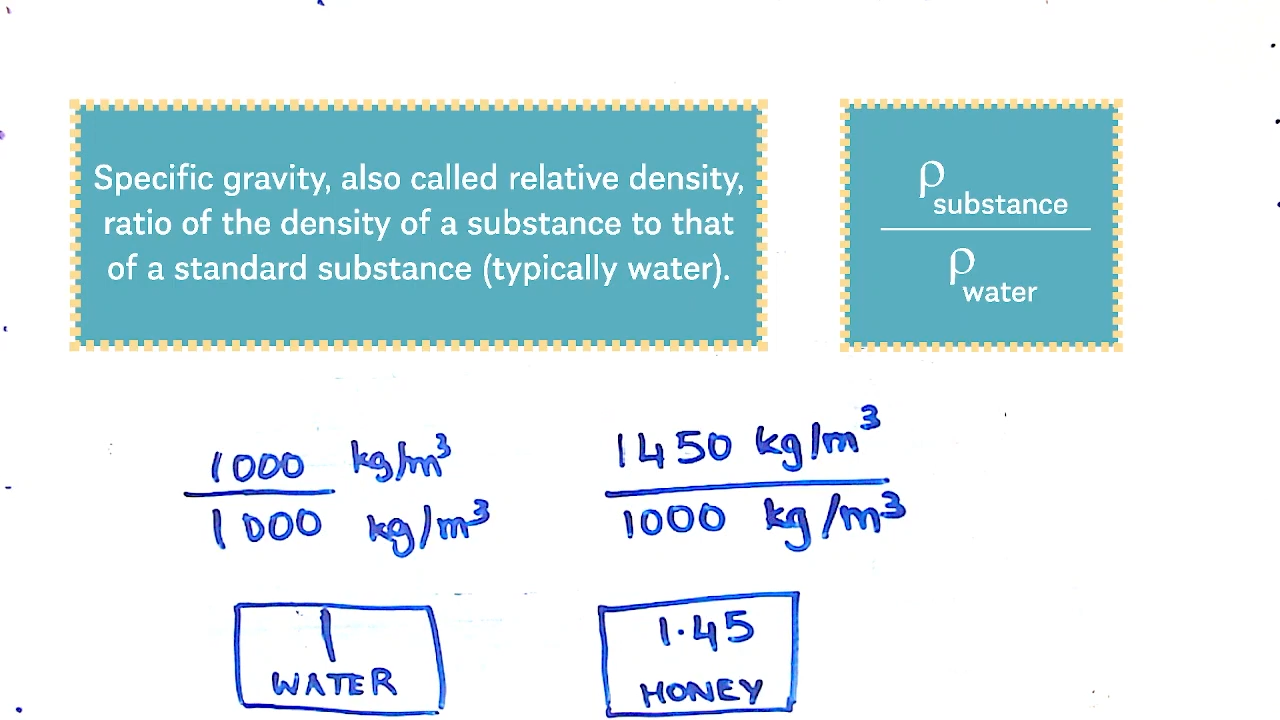 Specific gravity, also called relative density,
ratio of the density of a substance to that
of a standard substance (typically water).
ρ substance
ρ water
1000 kg/m³
1000 kg/m³
1
WATER
1450 kg/m³
1000 kg/m³
1.45
HONEY